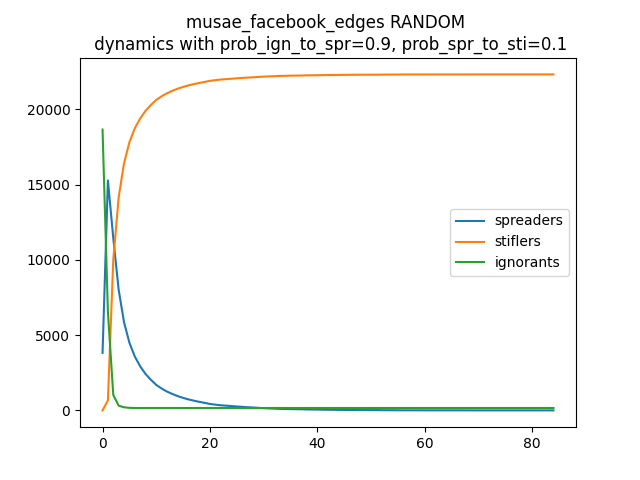 musae_facebook_edges RANDOM
dynamics with prob_ign_to_spr=0.9, prob_spr_to_sti=0.1
20000
15000
10000
5000
0
spreaders
stiflers
ignorants
0 20 40 60 80